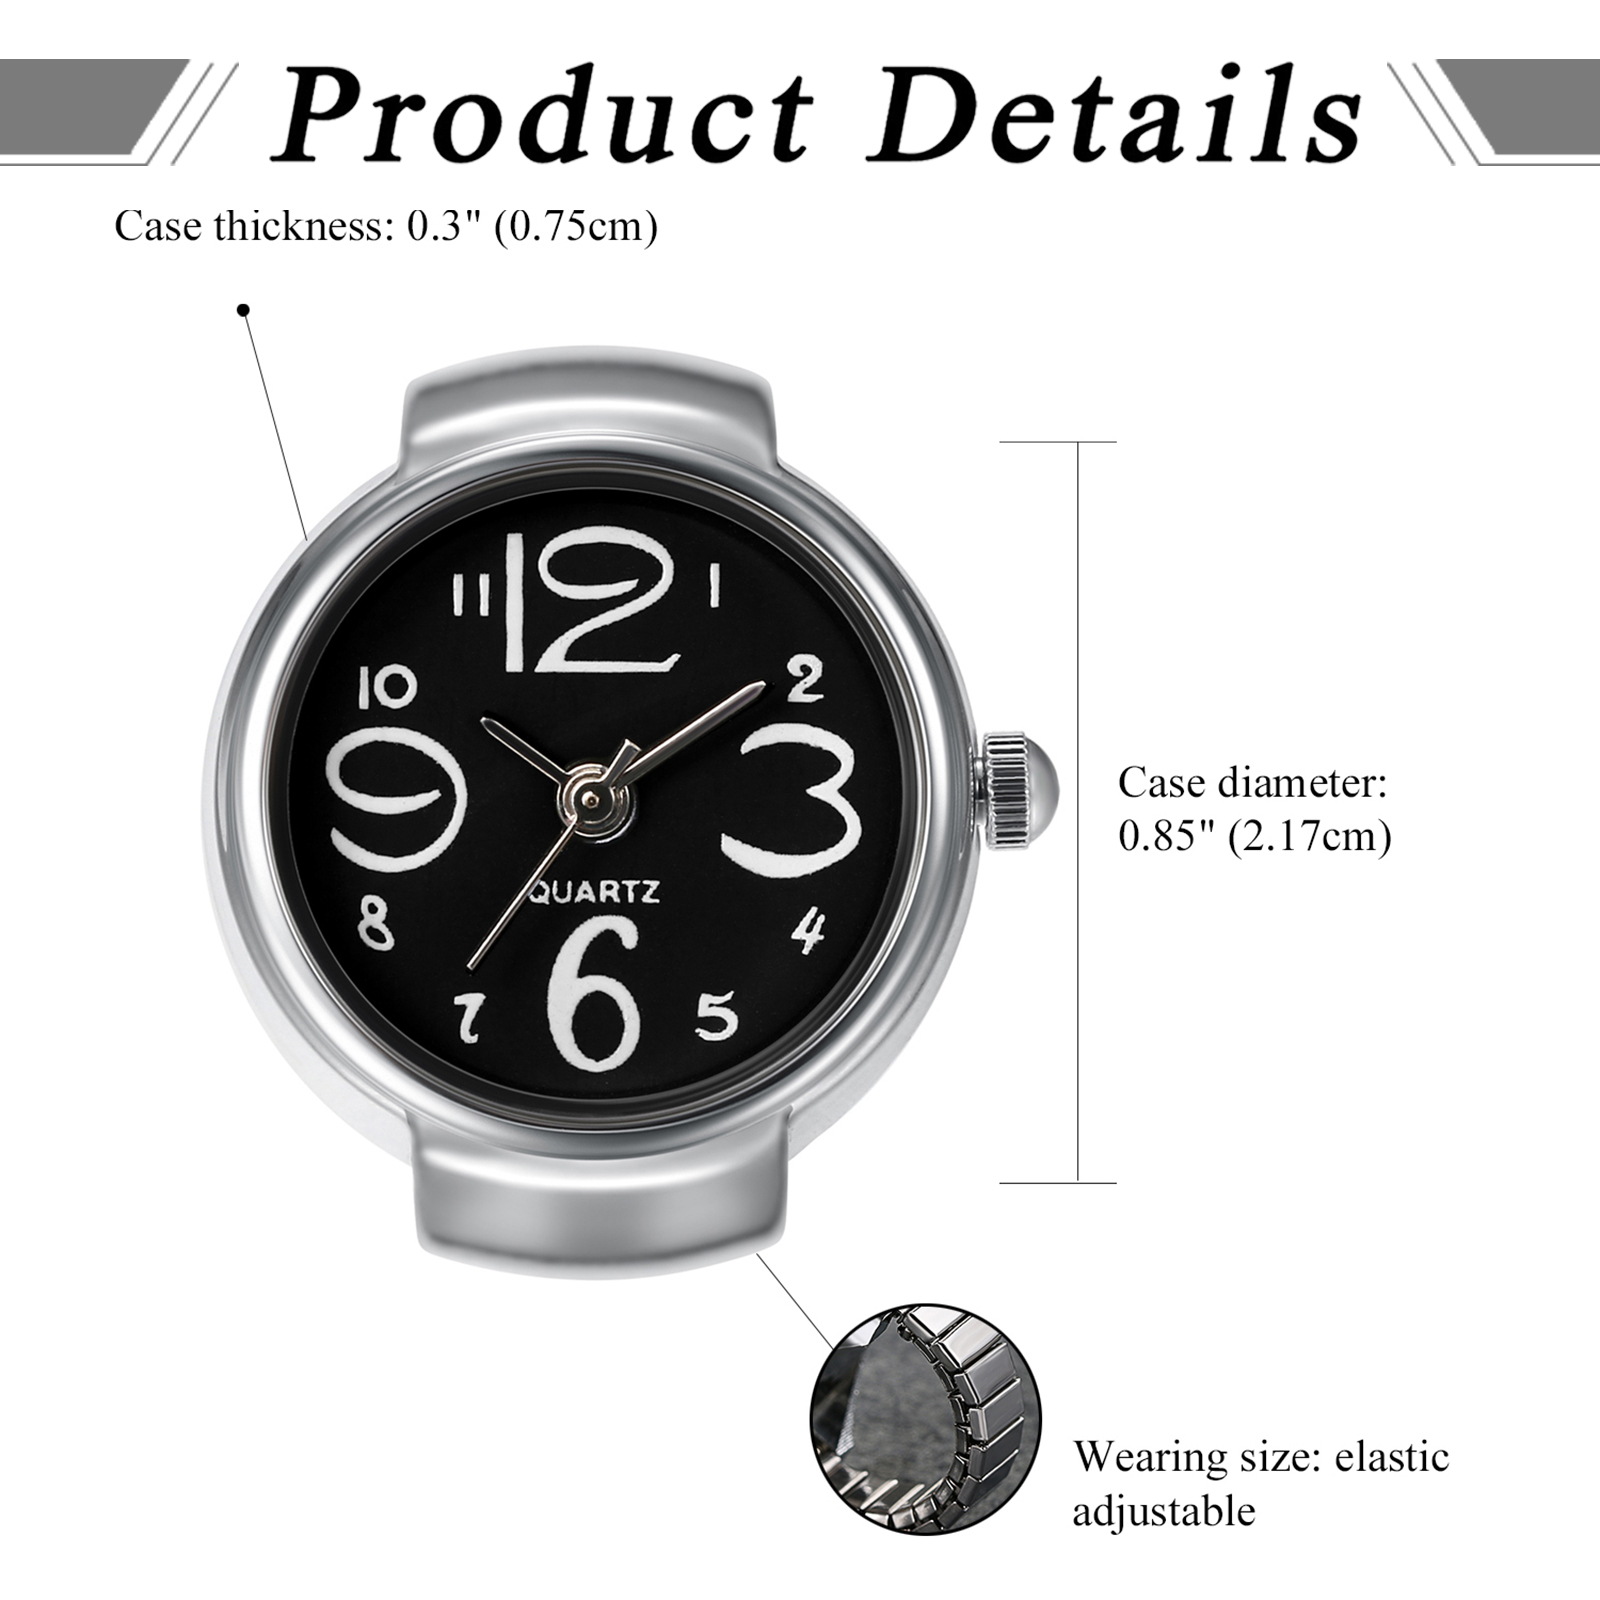 Product Details
Case thickness: 0.3" (0.75cm)
12
11
1
10
2
9
3
Case diameter:
0.85" (2.17cm)
QUARTZ
8
4
7
6
5
Wearing size: elastic
adjustable